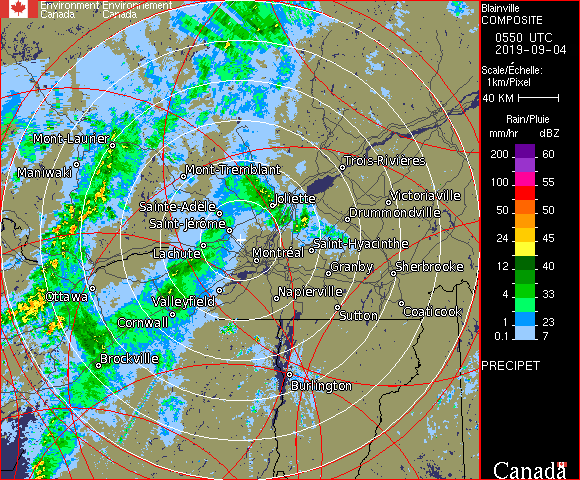 Environment Environnement
Canada Canada
Blainville
COMPOSITE
0550 UTC
2019-09-04
Scale/Échelle:
1km/Pixel
40 KM
Rain/Pluie
mm/hr dBZ
200 60
100 55
50 50
24 45
12 40
4 33
1 23
0.1 7
PRECIPET
Canada
Mont-Laurier
Maniwaki
Mont-Tremblant
Trois-Rivières
Joliette
Victoriaville
Sainte-Adèle
Drummondville
Saint-Jérôme
Lachute
Montréal
Saint-Hyacinthe
Granby
Sherbrooke
Ottawa
Valleyfield
Napierville
Cornwall
Sutton
Coaticook
Brockville
Burlington